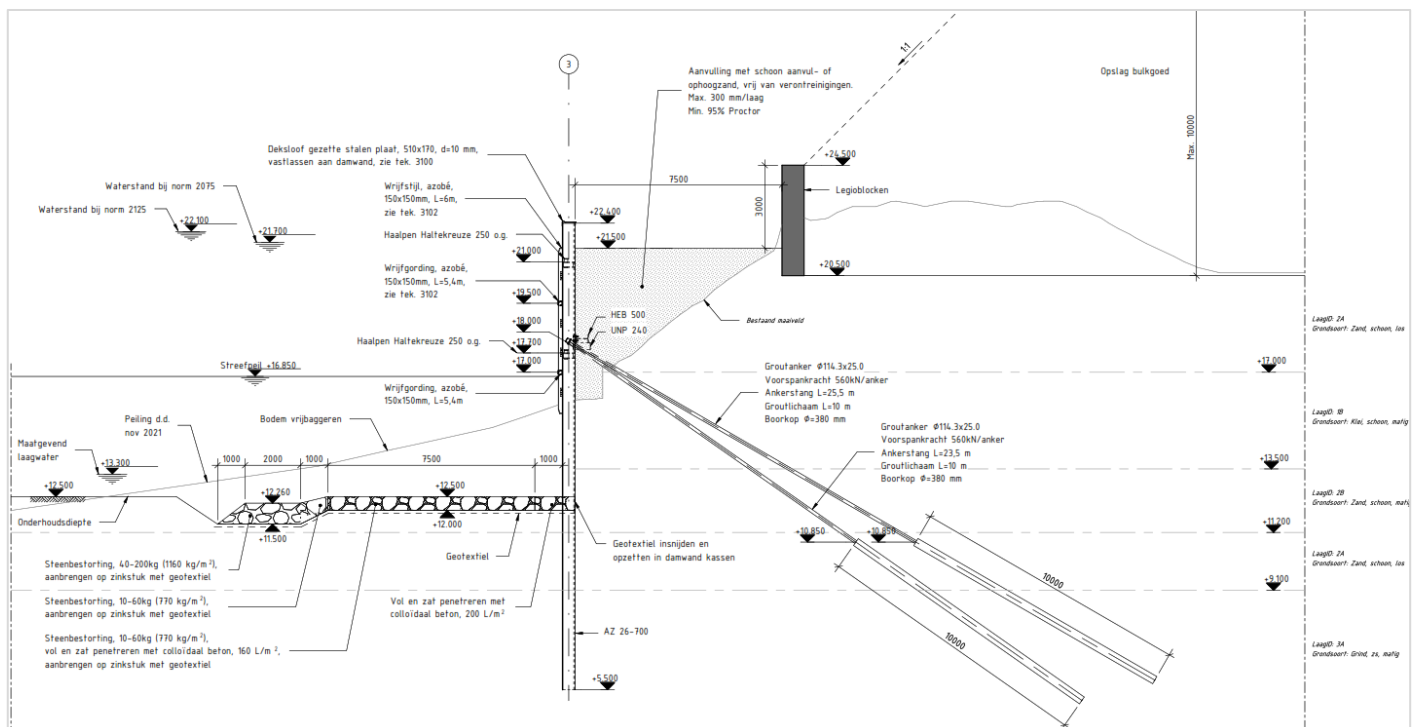 3
1:1
Opslag bulkgoed
Max. 10000
Aanvulling met schoon aanvul- of
ophoogzand, vrij van verontreinigingen.
Max. 300 mm/laag
Min. 95% Proctor
Deksloof gezette stalen plaat, 510x170, d=10 mm,
vastlassen aan damwand, zie tek. 3100
+24.500
7500
3000
Legioblocken
Waterstand bij norm 2075
Waterstand bij norm 2125
+22.100
+21.700
Wrijfstijl, azobé,
150x150mm, L=6m,
zie tek. 3102
+22.400
Haalpen Haltekreuze 250 o.g.
+21.500
+21.000
+20.500
Wrijfgording, azobé,
150x150mm, L=5,4m,
zie tek. 3102
+19.500
HEB 500
UNP 240
Bestaand maaiveld
+18.000
Haalpen Haltekreuze 250 o.g.
+17.700
+17.000
Streefpeil +16.850
Wrijfgording, azobé,
150x150mm, L=5,4m
LaagID: 2A
Grondsoort: Zand, schoon, los
+17.000
Groutanker Φ114.3x25.0
Voorspankracht 560kN/anker
Ankerstang L=25,5 m
Groutlichaam L=10 m
Boorkop Φ=380 mm
Groutanker Φ114.3x25.0
Voorspankracht 560kN/anker
Ankerstang L=23,5 m
Groutlichaam L=10 m
Boorkop Φ=380 mm
LaagID: 1B
Grondsoort: Klei, schoon, matig
Peiling d.d.
nov 2021
Bodem vrijbaggeren
Maatgevend
laagwater
+13.300
1000
2000
1000
7500
1000
+13.500
+12.500
+12.260
+12.500
LaagID: 2B
Grondsoort: Zand, schoon, matig
Onderhoudsdiepte
+12.000
+11.500
+11.200
+10.850
+10.850
Geotextiel
Geotextiel insnijden en
opzetten in damwand kassen
LaagID: 2A
Grondsoort: Zand, schoon, los
Steenbestorting, 40-200kg (1160 kg/m²),
aanbrengen op zinkstuk met geotextiel
10000
+9.100
Steenbestorting, 10-60kg (770 kg/m²),
aanbrengen op zinkstuk met geotextiel
Vol en zat penetreren met
colloïdaal beton, 200 L/m²
Steenbestorting, 10-60kg (770 kg/m²),
vol en zat penetreren met colloïdaal beton, 160 L/m²,
aanbrengen op zinkstuk met geotextiel
AZ 26-700
10000
LaagID: 3A
Grondsoort: Grind, zs, matig
+5.500